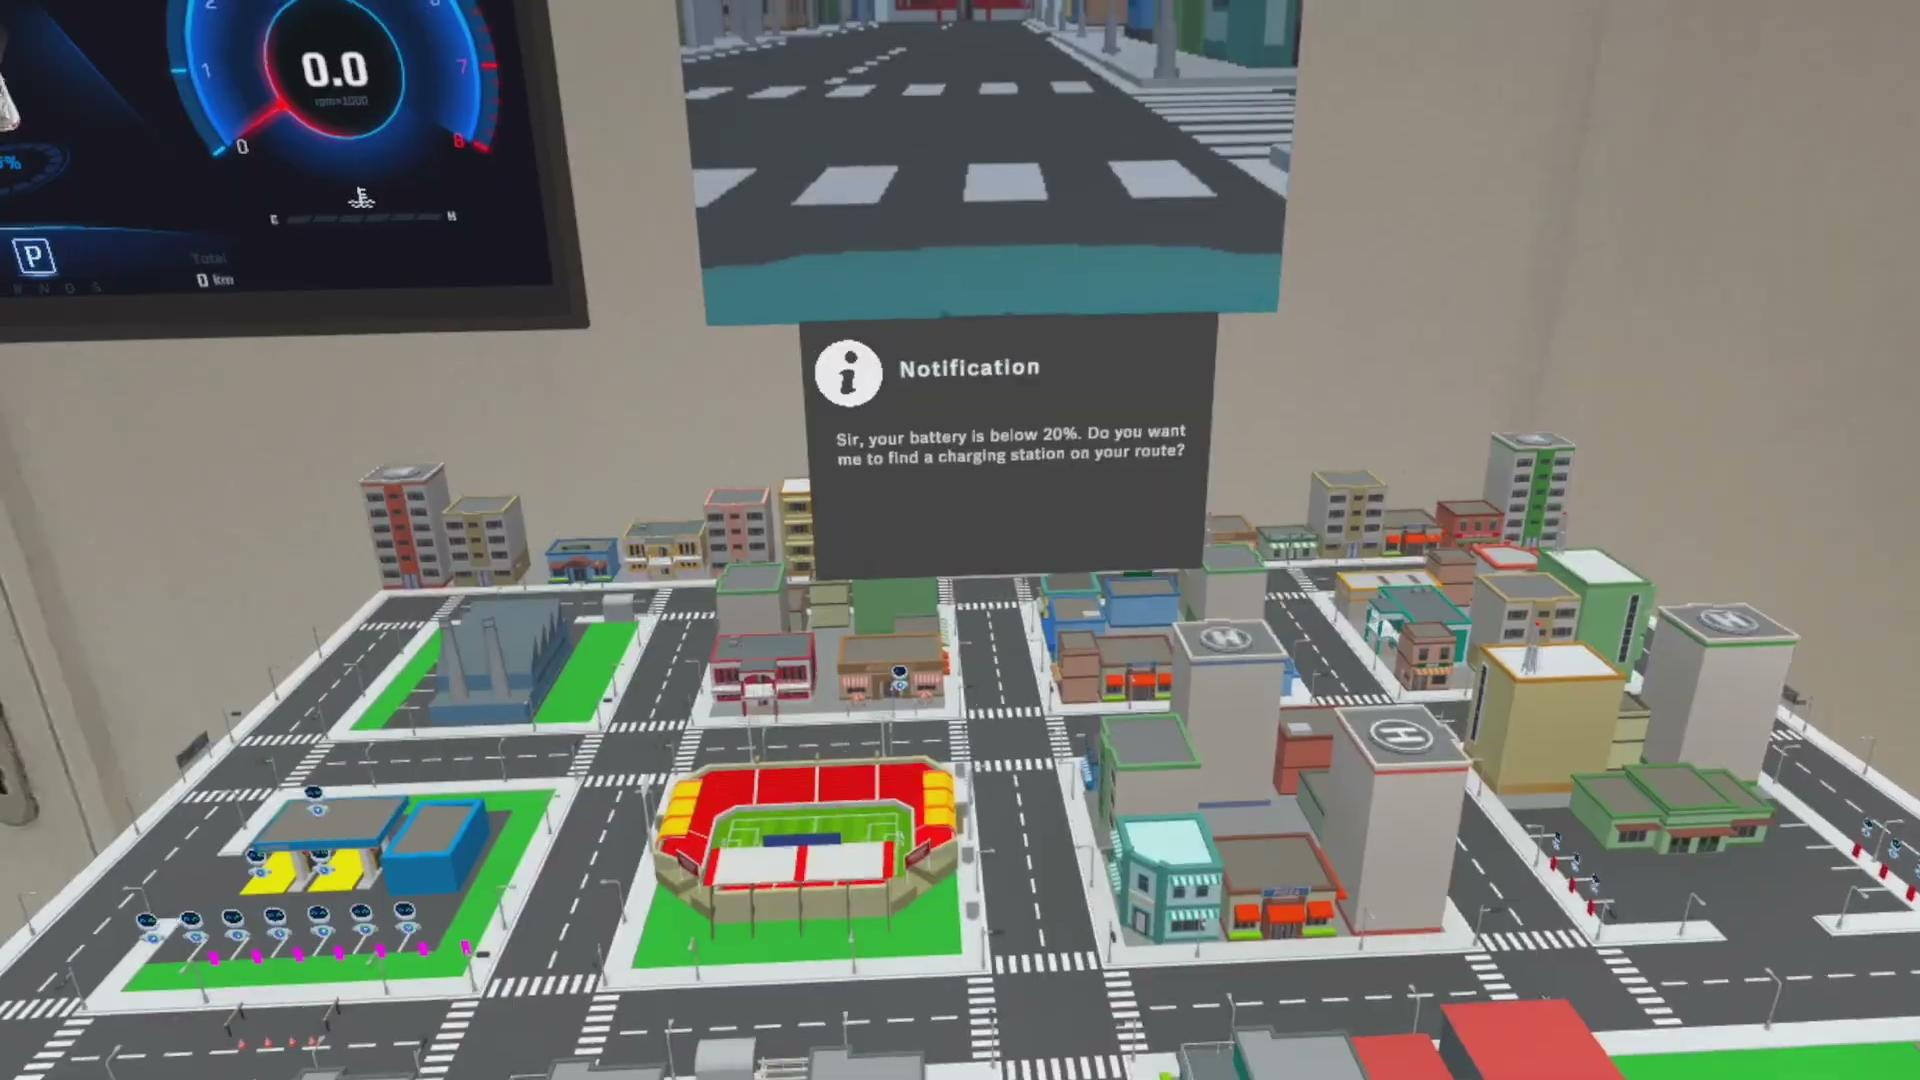 2
1
0
0.0
rpm×1000
7
8
P
Total
0 km
N D S
H
Notification
Sir, your battery is below 20%. Do you want
me to find a charging station on your route?
H
H
H